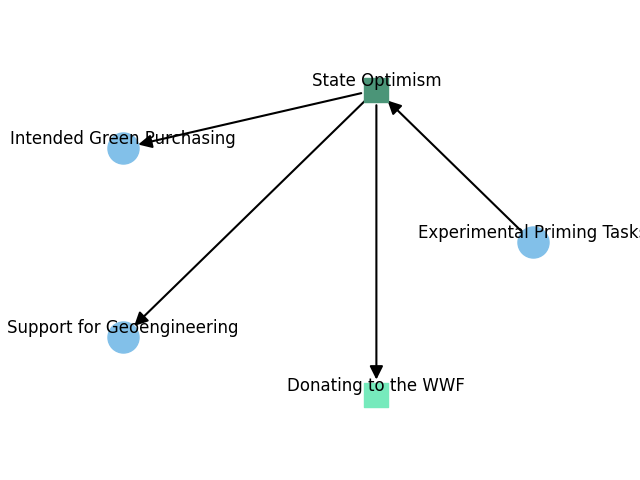 State Optimism
Intended Green Purchasing
Experimental Priming Tasks
Support for Geoengineering
Donating to the WWF